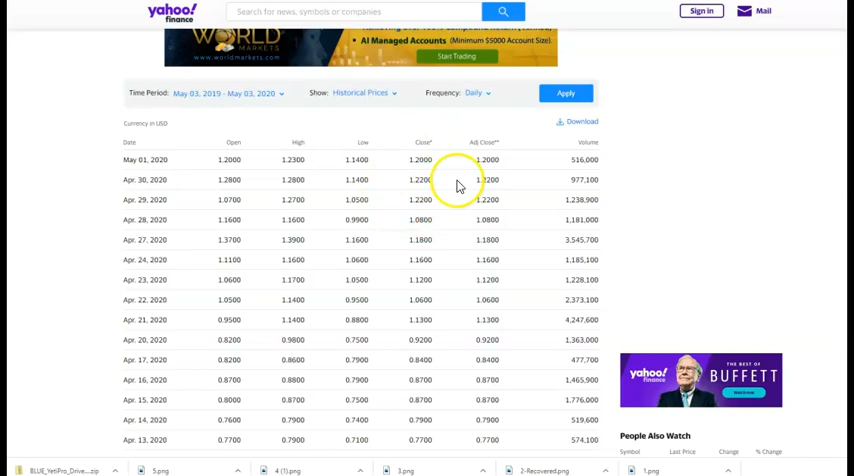 yahoo!
finance
Search for news, symbols or companies
Sign in
Mail
WORLD
MARKETS
www.worldmarkets.com
• AI Managed Accounts (Minimum $5000 Account Size).
Start Trading
Time Period: May 03, 2019 - May 03, 2020
Show: Historical Prices
Frequency: Daily
Apply
Currency in USD
Download
Date Open High Low Close* Adj Close** Volume
May 01, 2020 1.2000 1.2300 1.1400 1.2000 1.2000 516,000
Apr. 30, 2020 1.2800 1.2800 1.1400 1.2200 1.2200 977,100
Apr. 29, 2020 1.0700 1.2700 1.0500 1.2200 1.2200 1,238,900
Apr. 28, 2020 1.1600 1.1600 0.9900 1.0800 1.0800 1,181,000
Apr. 27, 2020 1.3700 1.3900 1.1600 1.1800 1.1800 3,545,700
Apr. 24, 2020 1.1100 1.1600 1.0600 1.1600 1.1600 1,185,100
Apr. 23, 2020 1.0600 1.1700 1.0500 1.1200 1.1200 1,228,100
Apr. 22, 2020 1.0500 1.1400 0.9500 1.0600 1.0600 2,373,100
Apr. 21, 2020 0.9500 1.1400 0.8800 1.1300 1.1300 4,247,600
Apr. 20, 2020 0.8200 0.9800 0.7500 0.9200 0.9200 1,363,000
Apr. 17, 2020 0.8200 0.8600 0.7900 0.8400 0.8400 477,700
Apr. 16, 2020 0.8700 0.8800 0.7900 0.8700 0.8700 1,465,900
Apr. 15, 2020 0.8000 0.8700 0.7500 0.8700 0.8700 1,776,000
Apr. 14, 2020 0.7600 0.7900 0.7400 0.7900 0.7900 519,600
Apr. 13, 2020 0.7700 0.7900 0.7100 0.7700 0.7700 574,100
yahoo!
finance
THE BEST OF
BUFFETT
People Also Watch
Symbol Last Price Change % Change
BLUE_YetiPro_Drive....zip
5.png
4 (1).png
3.png
2-Recovered.png
1.png